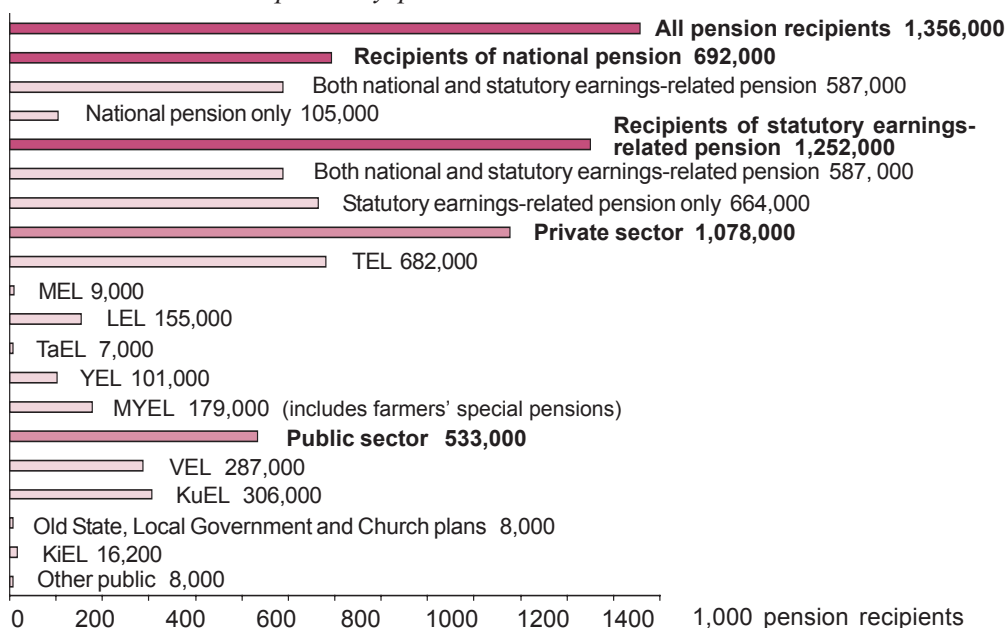 All pension recipients 1,356,000
Recipients of national pension 692,000
Both national and statutory earnings-related pension 587,000
National pension only 105,000
Recipients of statutory earnings-
related pension 1,252,000
Both national and statutory earnings-related pension 587, 000
Statutory earnings-related pension only 664,000
Private sector 1,078,000
TEL 682,000
MEL 9,000
LEL 155,000
TaEL 7,000
YEL 101,000
MYEL 179,000 (includes farmers’ special pensions)
Public sector 533,000
VEL 287,000
KuEL 306,000
Old State, Local Government and Church plans 8,000
KiEL 16,200
Other public 8,000
0 200 400 600 800 1000 1200 1400 1,000 pension recipients